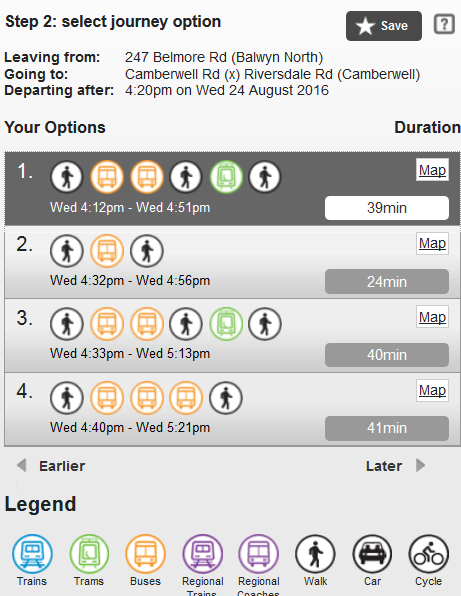 Step 2: select journey option
Save
?
Leaving from: 247 Belmore Rd (Balwyn North)
Going to: Camberwell Rd (x) Riversdale Rd (Camberwell)
Departing after: 4:20pm on Wed 24 August 2016
Your Options Duration
1. Map
Wed 4:12pm - Wed 4:51pm 39min
2. Map
Wed 4:32pm - Wed 4:56pm 24min
3. Map
Wed 4:33pm - Wed 5:13pm 40min
4. Map
Wed 4:40pm - Wed 5:21pm 41min
Earlier Later
Legend
Trains Trams Buses Regional Regional Walk Car Cycle
Trains Coaches